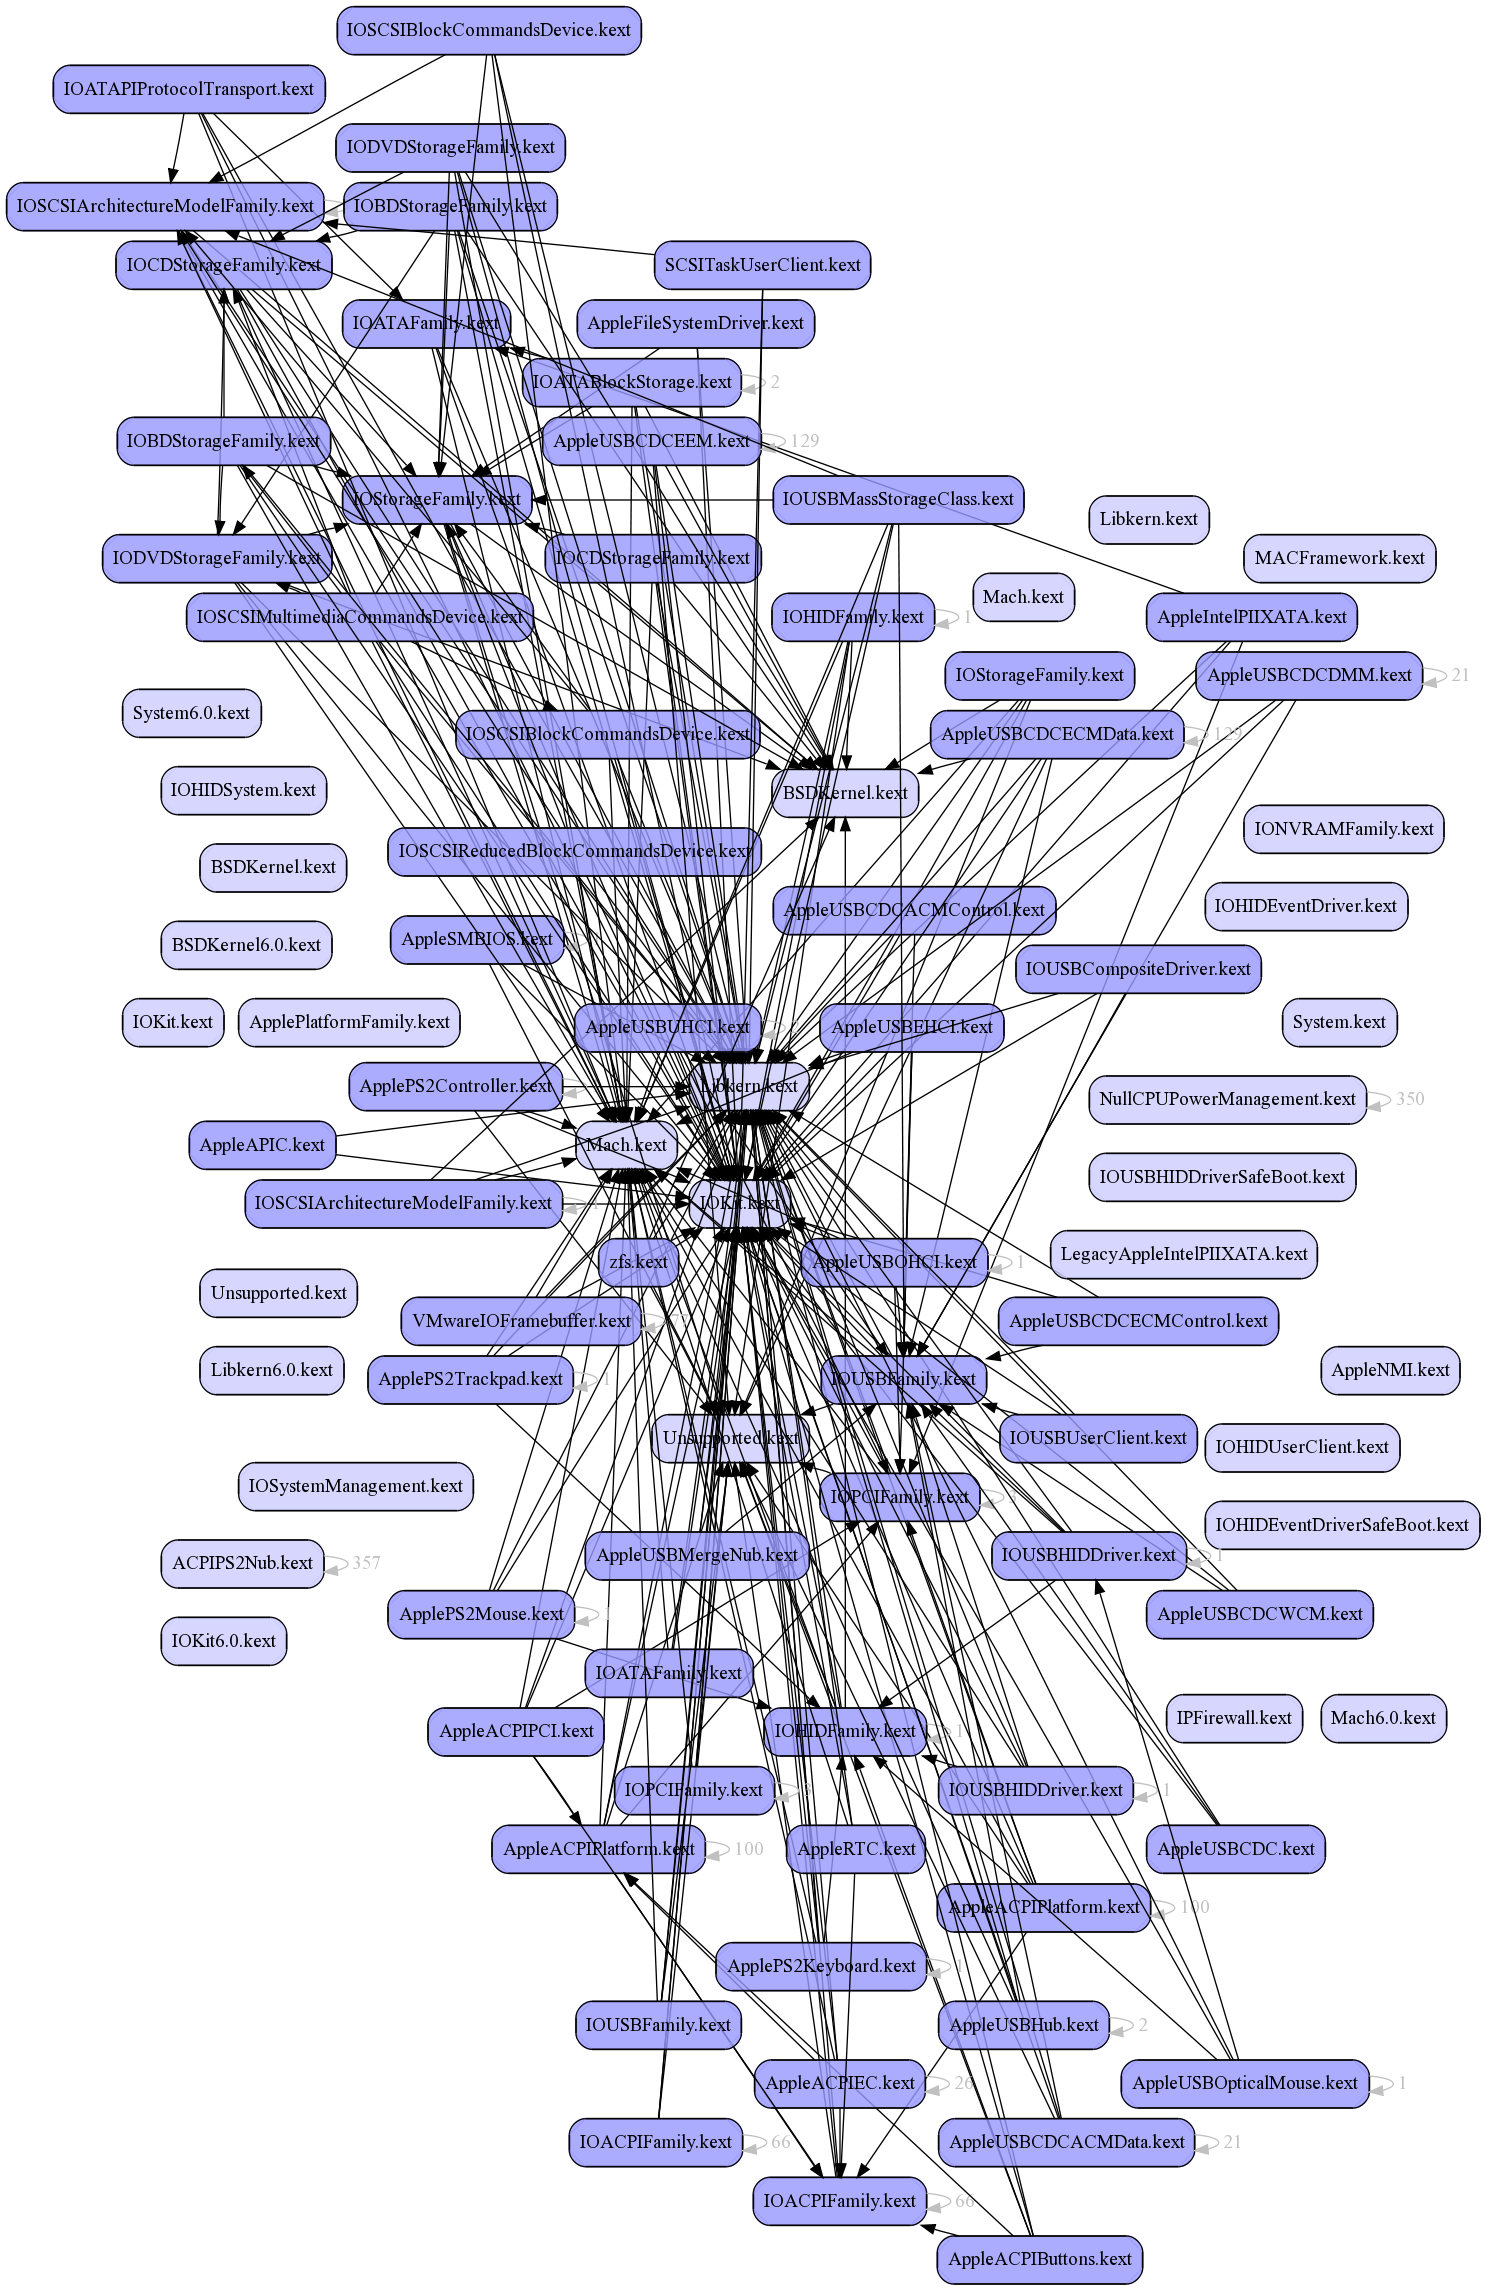 IOSCSIBlockCommandsDevice.kext
IOATAPIProtocolTransport.kext
IODVDStorageFamily.kext
IOSCSIArchitectureModelFamily.kext
IOBDStorageFamily.kext
IOCDStorageFamily.kext
SCSITaskUserClient.kext
IOATAFamily.kext
AppleFileSystemDriver.kext
IOATABlockStorage.kext
2
IOBDStorageFamily.kext
AppleUSBCDCEEM.kext
129
IOStorageFamily.kext
IOUSBMassStorageClass.kext
Libkern.kext
IODVDStorageFamily.kext
IOCDStorageFamily.kext
MACFramework.kext
Mach.kext
IOSCSIMultimediaCommandsDevice.kext
IOHIDFamily.kext
1
AppleIntelPIIXATA.kext
IOStorageFamily.kext
AppleUSBCDCDMM.kext
21
System6.0.kext
IOSCSIBlockCommandsDevice.kext
AppleUSBCDCECMData.kext
129
IOHIDSystem.kext
BSDKernel.kext
IONVRAMFamily.kext
BSDKernel.kext
IOSCSIReducedBlockCommandsDevice.kext
AppleUSBCDCACMControl.kext
IOHIDEventDriver.kext
BSDKernel6.0.kext
AppleSMBIOS.kext
IOUSBCompositeDriver.kext
IOKit.kext
ApplePlatformFamily.kext
AppleUSBUHCI.kext
AppleUSBEHCI.kext
System.kext
ApplePS2Controller.kext
Libkern.kext
NullCPUPowerManagement.kext
350
AppleAPIC.kext
Mach.kext
IOUSBHIDDriverSafeBoot.kext
IOSCSIArchitectureModelFamily.kext
IOKit.kext
zfs.kext
AppleUSBOHCI.kext
1
LegacyAppleIntelPIIXATA.kext
Unsupported.kext
VMwareIOFramebuffer.kext
AppleUSBCDCECMControl.kext
Libkern6.0.kext
ApplePS2Trackpad.kext
1
IOUSBFamily.kext
AppleNMI.kext
Unsupported.kext
IOUSBUserClient.kext
IOHIDUserClient.kext
IOSystemManagement.kext
IOPCIFamily.kext
3
IOHIDEventDriverSafeBoot.kext
ACPIPS2Nub.kext
357
AppleUSBMergeNub.kext
IOUSBHIDDriver.kext
1
ApplePS2Mouse.kext
1
AppleUSBCDCWCM.kext
IOKit6.0.kext
IOATAFamily.kext
AppleACPIPCI.kext
IOHIDFamily.kext
1
IPFirewall.kext
Mach6.0.kext
IOPCIFamily.kext
3
IOUSBHIDDriver.kext
1
AppleACPIPlatform.kext
100
AppleRTC.kext
AppleUSBCDC.kext
AppleACPIPlatform.kext
100
ApplePS2Keyboard.kext
1
IOUSBFamily.kext
AppleUSBHub.kext
2
AppleACPIEC.kext
26
AppleUSBOpticalMouse.kext
1
IOACPIFamily.kext
66
AppleUSBCDCACMData.kext
21
IOACPIFamily.kext
66
AppleACPIButtons.kext